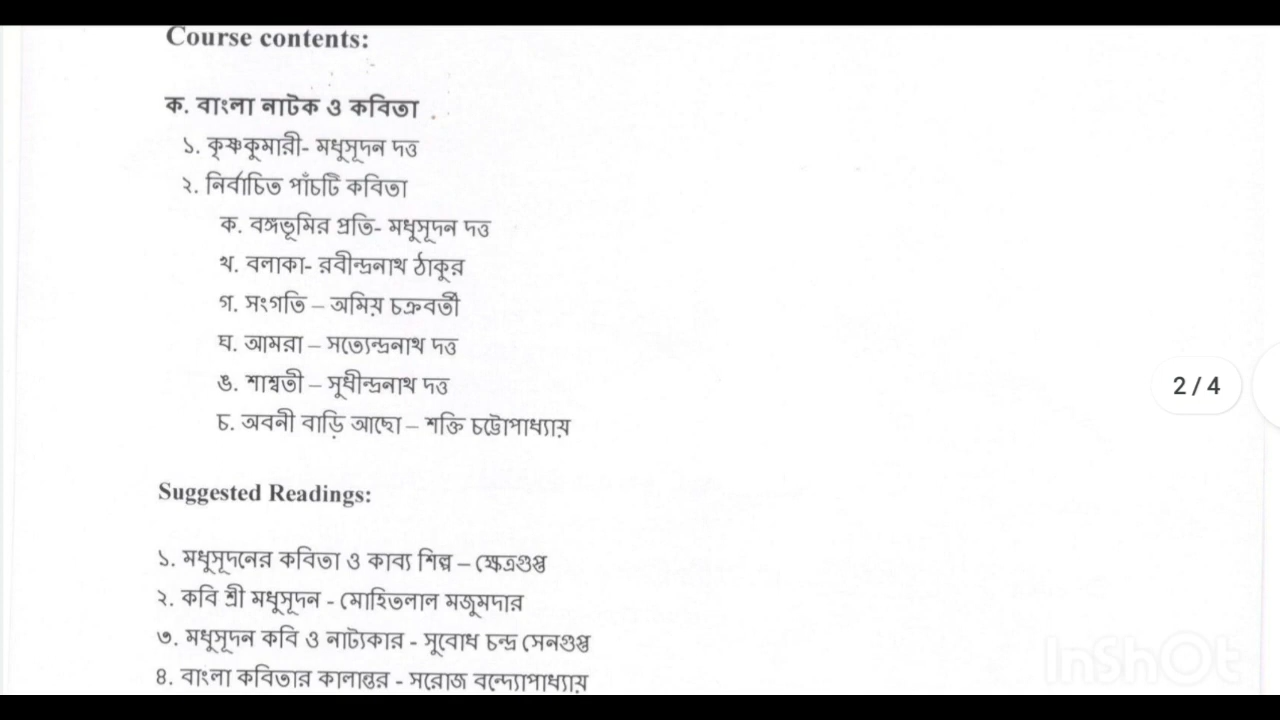 Course contents:
ক. বাংলা নাটক ও কবিতা
১. কৃষ্ণকুমারী- মধুসূদন দত্ত
২. নির্বাচিত পাঁচটি কবিতা
ক. বঙ্গভূমির প্রতি- মধুসূদন দত্ত
খ. বলাকা- রবীন্দ্রনাথ ঠাকুর
গ. সংগতি – অমিয় চক্রবর্তী
ঘ. আমরা – সত্যেন্দ্রনাথ দত্ত
ঙ. শাশ্বতী – সুধীন্দ্রনাথ দত্ত
চ. অবনী বাড়ি আছো – শক্তি চট্টোপাধ্যায়
2 / 4
Suggested Readings:
১. মধুসূদনের কবিতা ও কাব্য শিল্প – ক্ষেত্রগুপ্ত
২. কবি শ্রী মধুসূদন - মোহিতলাল মজুমদার
৩. মধুসূদন কবি ও নাট্যকার - সুবোধ চন্দ্র সেনগুপ্ত
৪. বাংলা কবিতার কালান্তর - সরোজ বন্দ্যোপাধ্যায়
InShOt